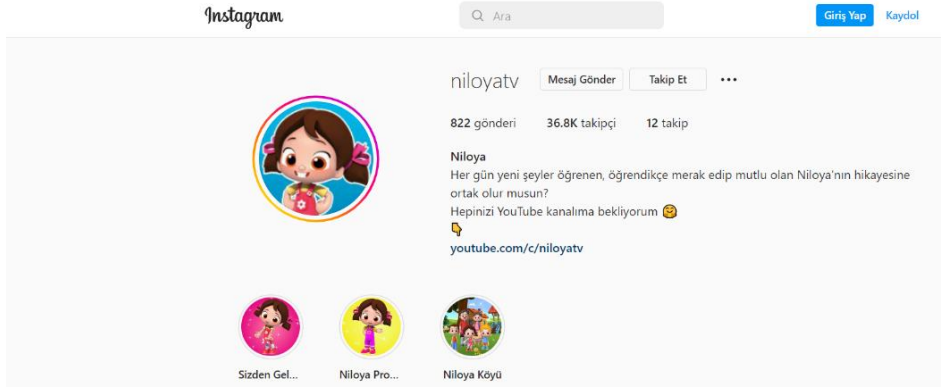 Instagram
Ara
Giriş Yap
Kaydol
niloyatv
Mesaj Gönder
Takip Et
822 gönderi
36.8K takipçi
12 takip
Niloya
Her gün yeni şeyler öğrenen, öğrendikçe merak edip mutlu olan Niloya'nın hikayesine
ortak olur musun?
Hepinizi YouTube kanalıma bekliyorum 🤗
👇
youtube.com/c/niloyatv
Sizden Gel...
Niloya Pro...
Niloya Köyü